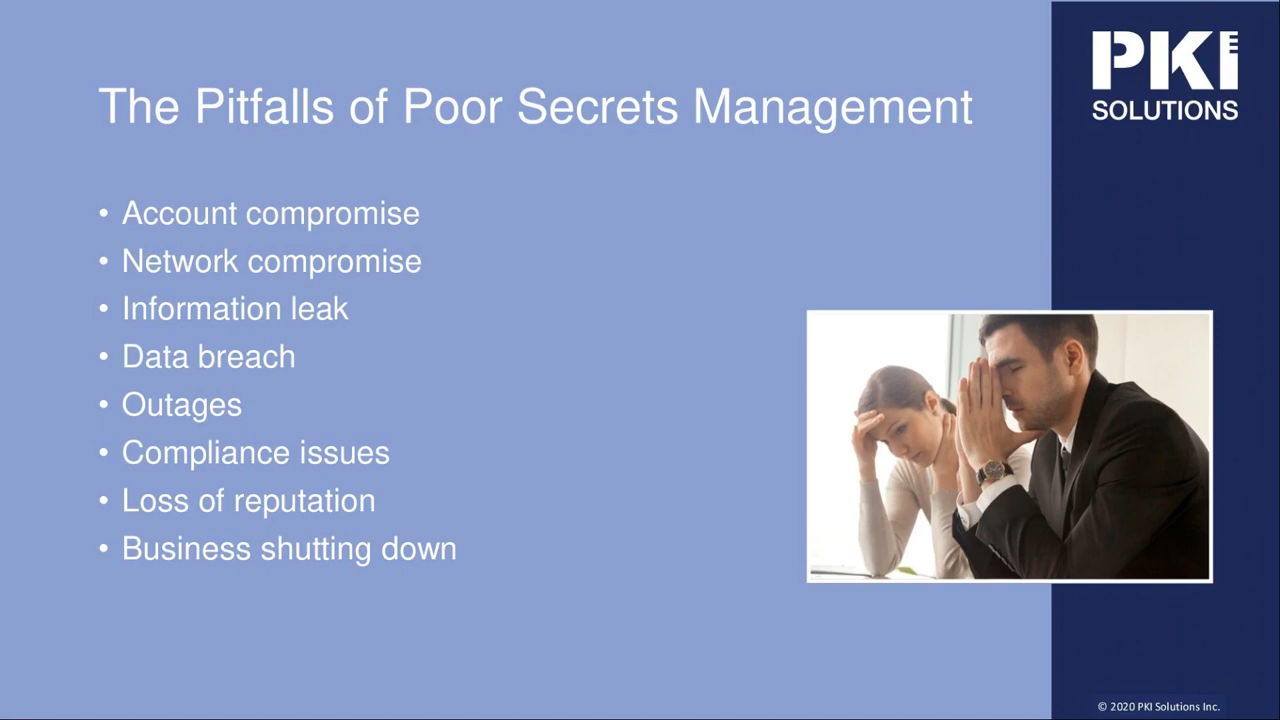 The Pitfalls of Poor Secrets Management
• Account compromise
• Network compromise
• Information leak
• Data breach
• Outages
• Compliance issues
• Loss of reputation
• Business shutting down
PKI
SOLUTIONS
© 2020 PKI Solutions Inc.